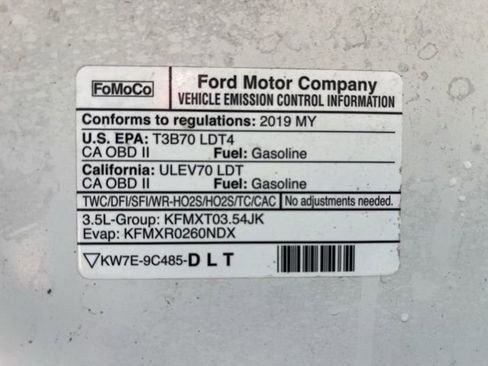 FoMoCo
Ford Motor Company
VEHICLE EMISSION CONTROL INFORMATION
Conforms to regulations: 2019 MY
U.S. EPA: T3B70 LDT4
CA OBD II Fuel: Gasoline
California: ULEV70 LDT
CA OBD II Fuel: Gasoline
TWC/DFI/SFI/WR-HO2S/HO2S/TC/CAC No adjustments needed.
3.5L-Group: KFMXT03.54JK
Evap: KFMXR0260NDX
KW7E-9C485-DLT